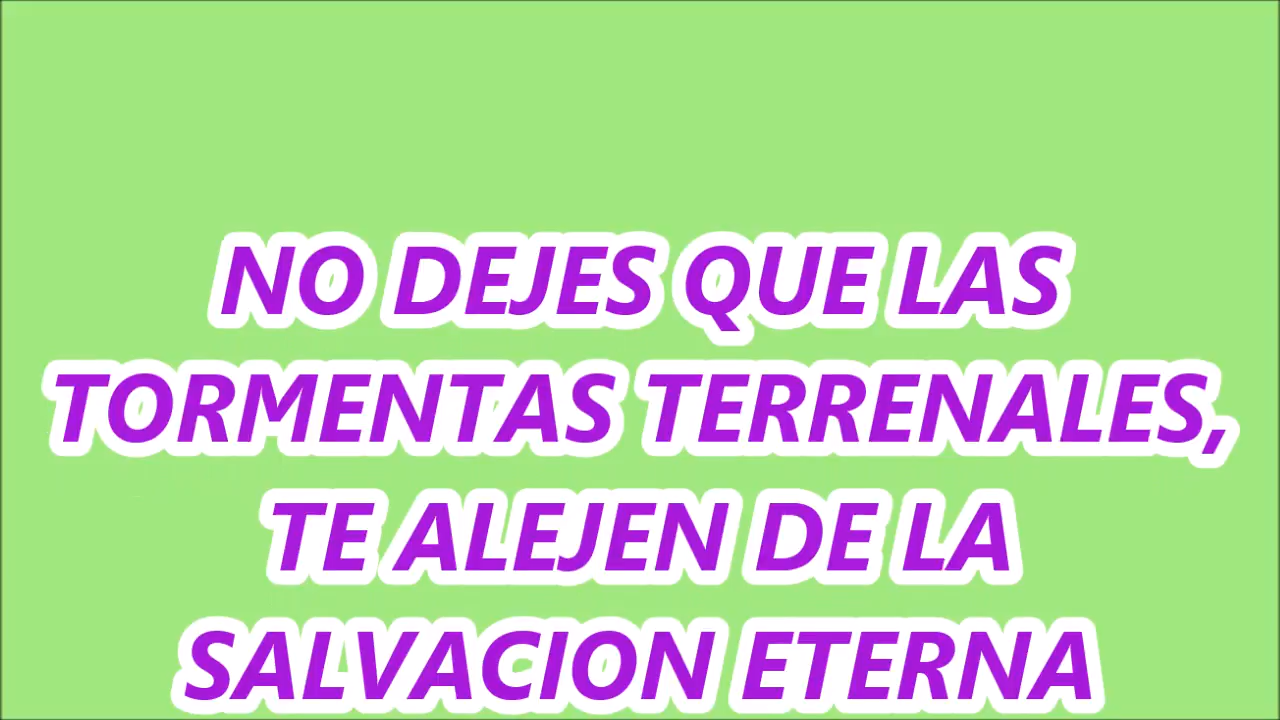 NO DEJES QUE LAS
TORMENTAS TERRENALES,
TE ALEJEN DE LA
SALVACION ETERNA